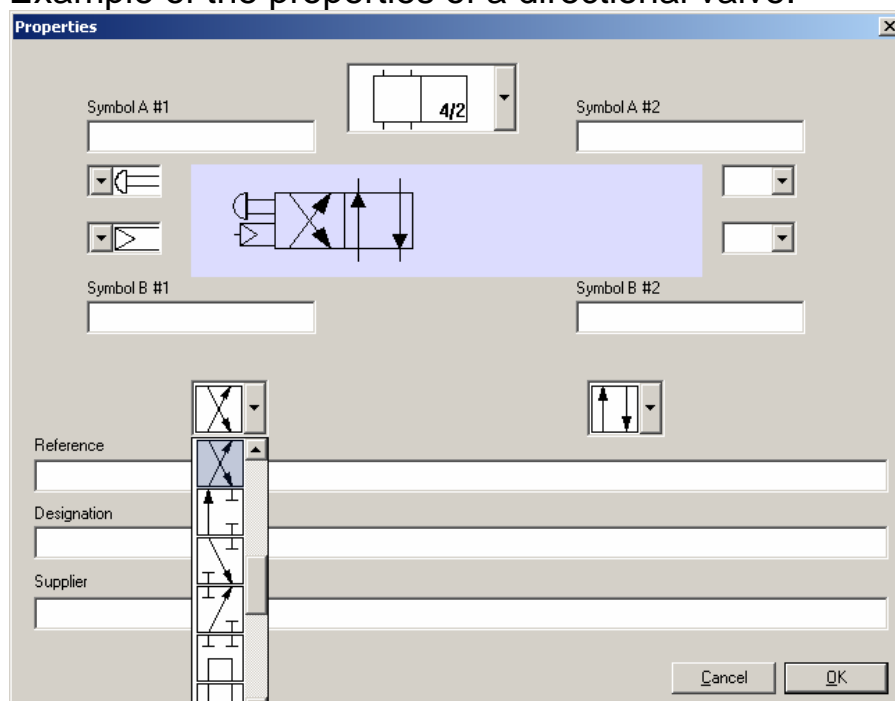 Example of the properties of a directional valve:
Properties
4/2
Symbol A #1
Symbol A #2
Symbol B #1
Symbol B #2
Reference
Designation
Supplier
Cancel
OK